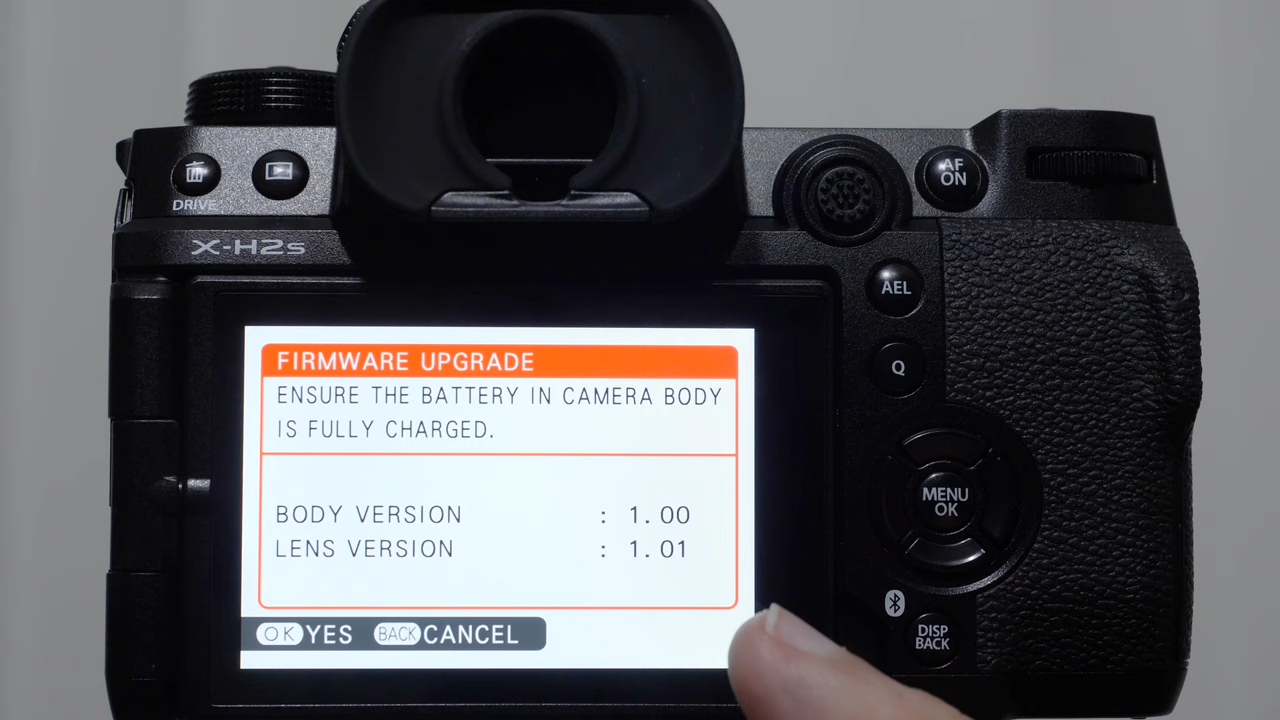 AF
ON
DRIVE
X-H2S
AEL
Q
FIRMWARE UPGRADE
ENSURE THE BATTERY IN CAMERA BODY
IS FULLY CHARGED.
BODY VERSION : 1.00
LENS VERSION : 1.01
OK YES BACK CANCEL
MENU
OK
DISP
BACK